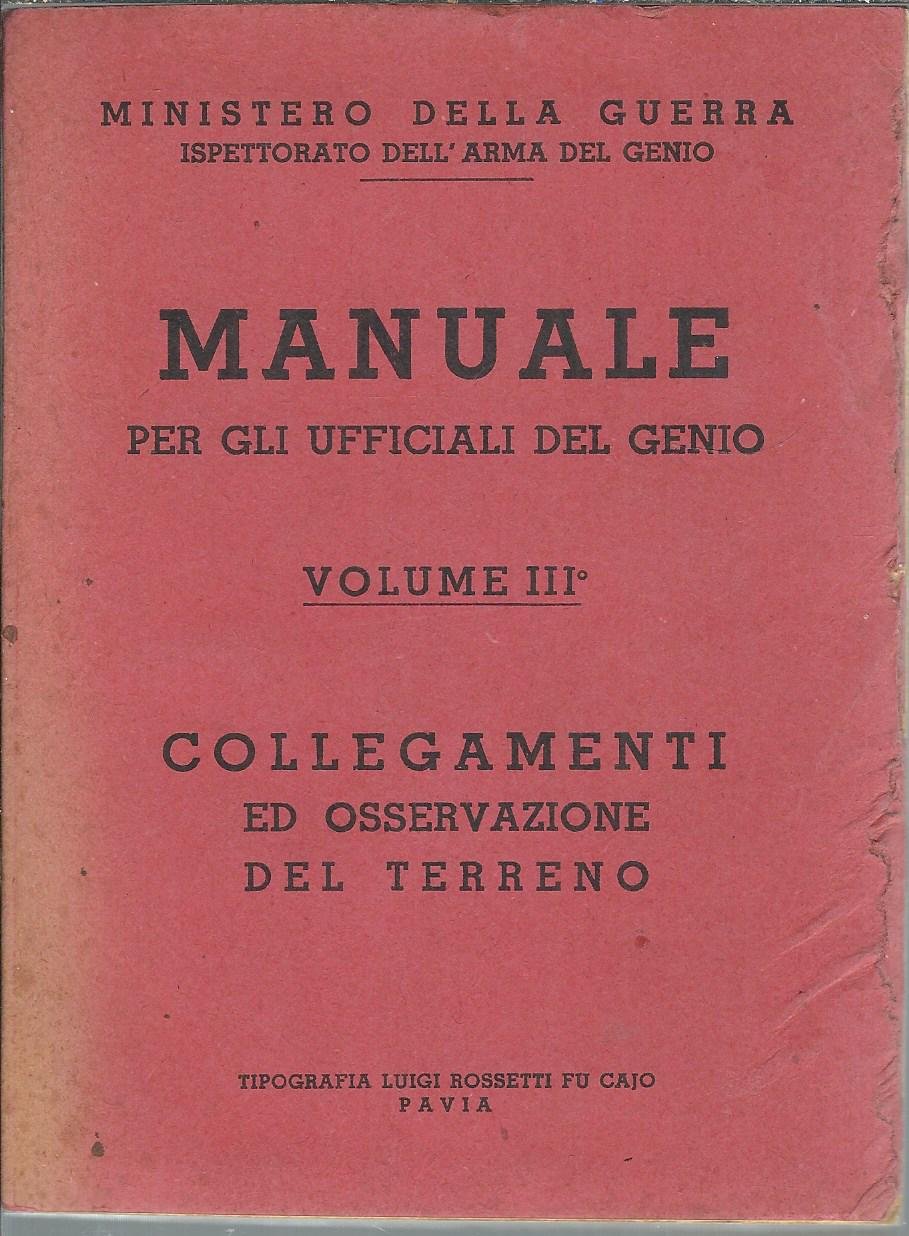 MINISTERO DELLA GUERRA
ISPETTORATO DELL'ARMA DEL GENIO
MANUALE
PER GLI UFFICIALI DEL GENIO
VOLUME III°
COLLEGAMENTI
ED OSSERVAZIONE
DEL TERRENO
TIPOGRAFIA LUIGI ROSSETTI FU CAJO
PAVIA